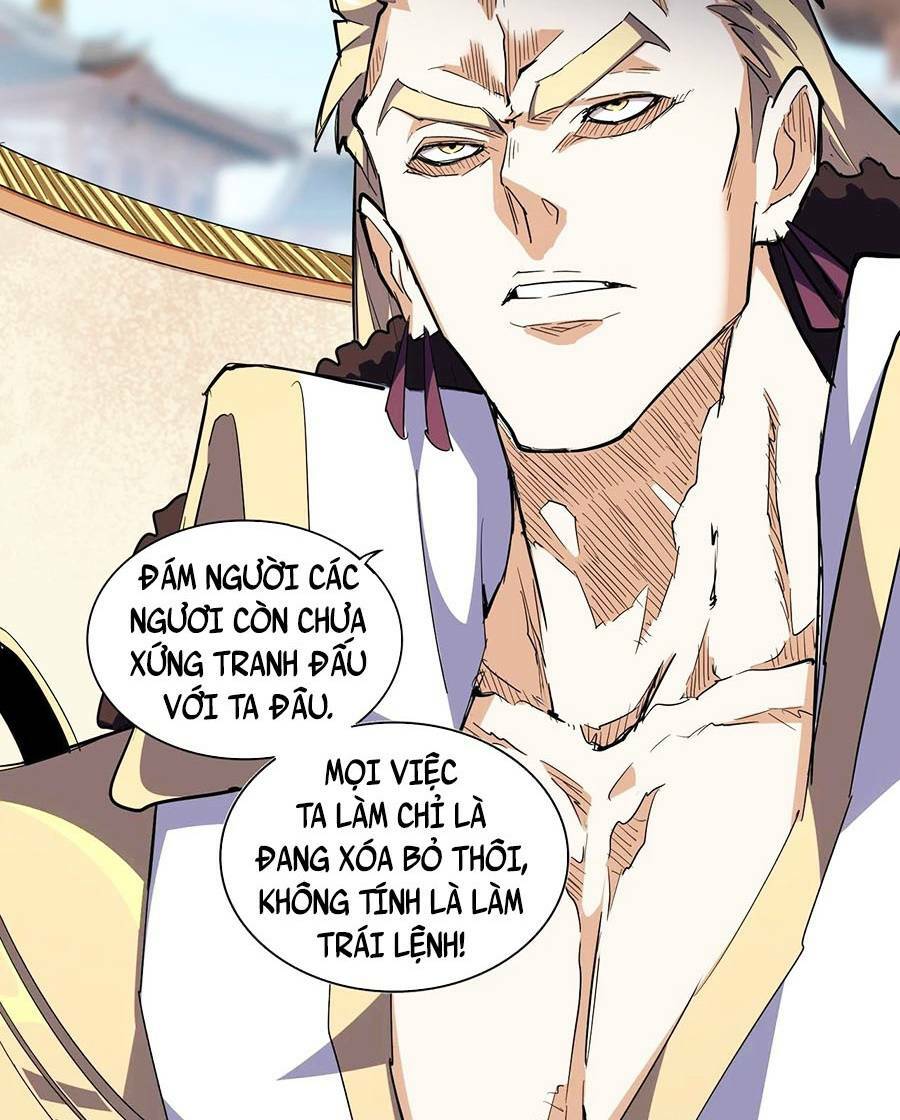 ĐÁM NGƯỜI CÁC
NGƯƠI CÒN CHƯA
XỨNG TRANH ĐẤU
VỚI TA ĐÂU.
MỌI VIỆC
TA LÀM CHỈ LÀ
ĐANG XÓA BỎ THÔI,
KHÔNG TÍNH LÀ LÀM
TRÁI LỆNH!